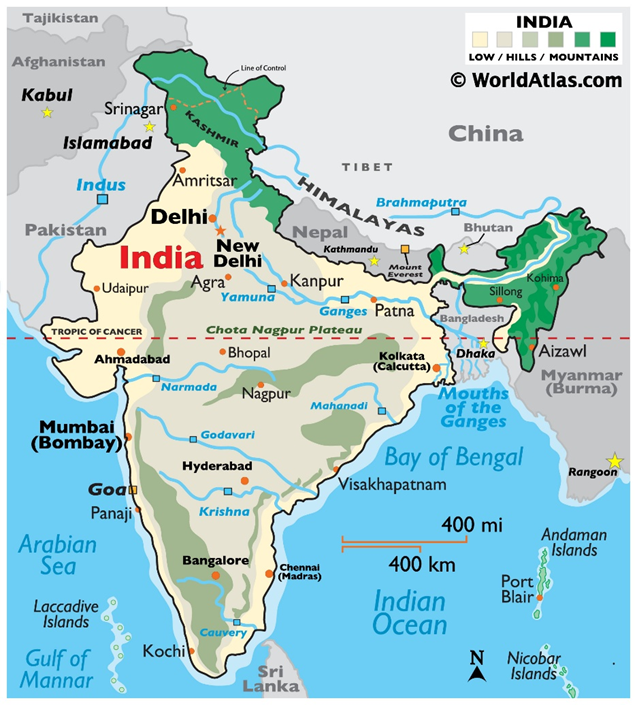 Tajikistan
INDIA
LOW / HILLS / MOUNTAINS
© WorldAtlas.com
Afghanistan
Kabul
Line of Control
Srinagar
KASHMIR
Islamabad
China
TIBET
Indus
Amritsar
HIMALAYAS
Brahmaputra
Pakistan
Delhi
New
Delhi
Nepal
Kathmandu
Mount
Everest
Bhutan
India
Agra
Kanpur
Udaipur
Yamuna
Ganges
Patna
Sillong
Kohima
Bangladesh
TROPIC OF CANCER
Chota Nagpur Plateau
Ahmadabad
Bhopal
Kolkata
(Calcutta)
Dhaka
Aizawl
Myanmar
(Burma)
Narmada
Nagpur
Mahanadi
Mouths
of the
Ganges
Mumbai
(Bombay)
Godavari
Hyderabad
Bay of Bengal
Rangoon
Goa
Krishna
Visakhapatnam
Panaji
400 mi
400 km
Arabian
Sea
Bangalore
Chennai
(Madras)
Andaman
Islands
Port
Blair
Laccadive
Islands
Indian
Ocean
Cauvery
Kochi
Gulf of
Mannar
Sri
Lanka
N
Nicobar
Islands